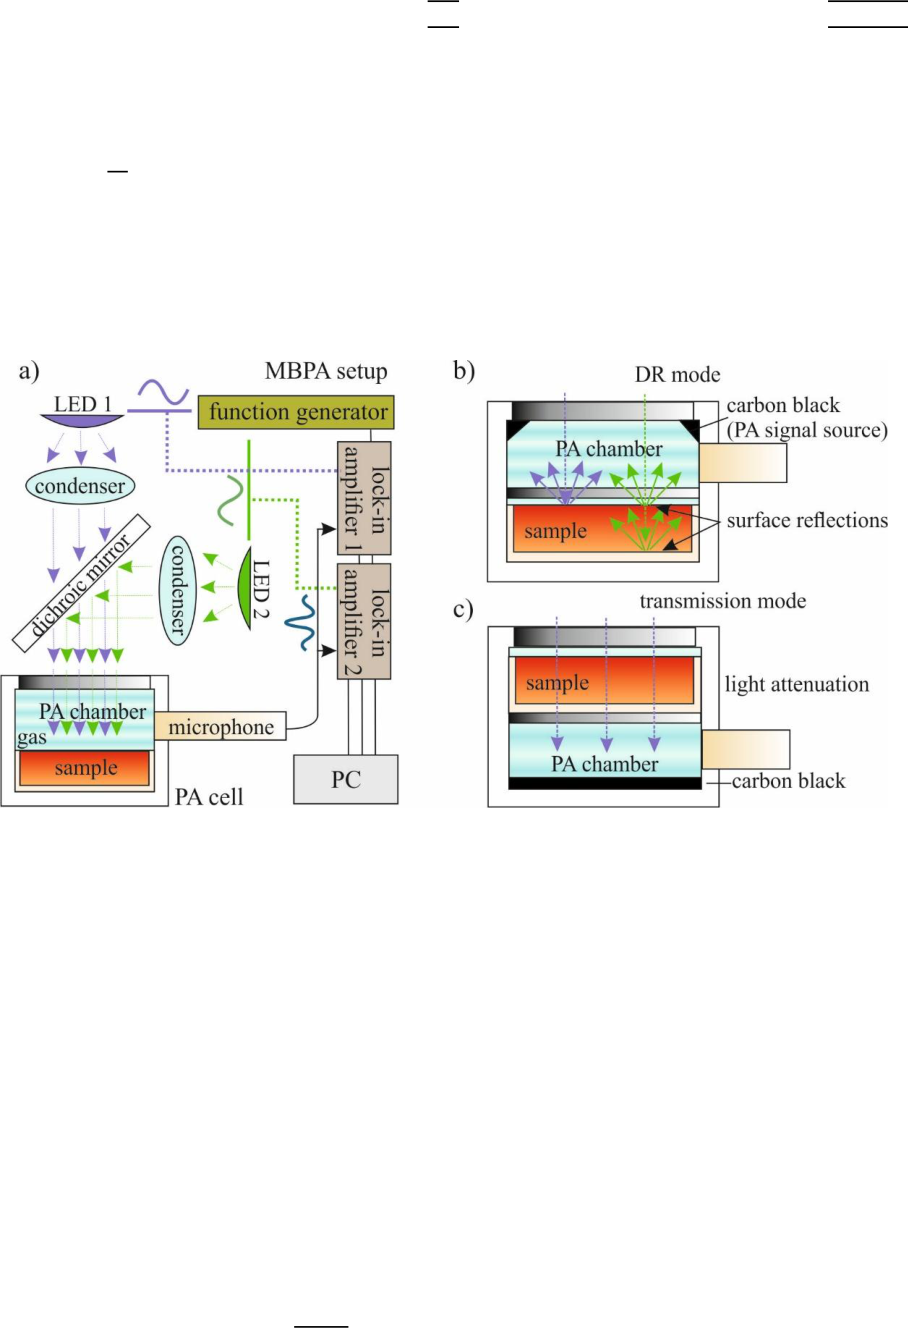 a)
MBPA setup
LED 1
function generator
condenser
lock-in
amplifier 1
dichroic mirror
condenser
LED 2
lock-in
amplifier 2
PA chamber
gas
microphone
sample
PC
PA cell
b)
DR mode
carbon black
(PA signal source)
PA chamber
surface reflections
sample
transmission mode
c)
sample
light attenuation
PA chamber
carbon black